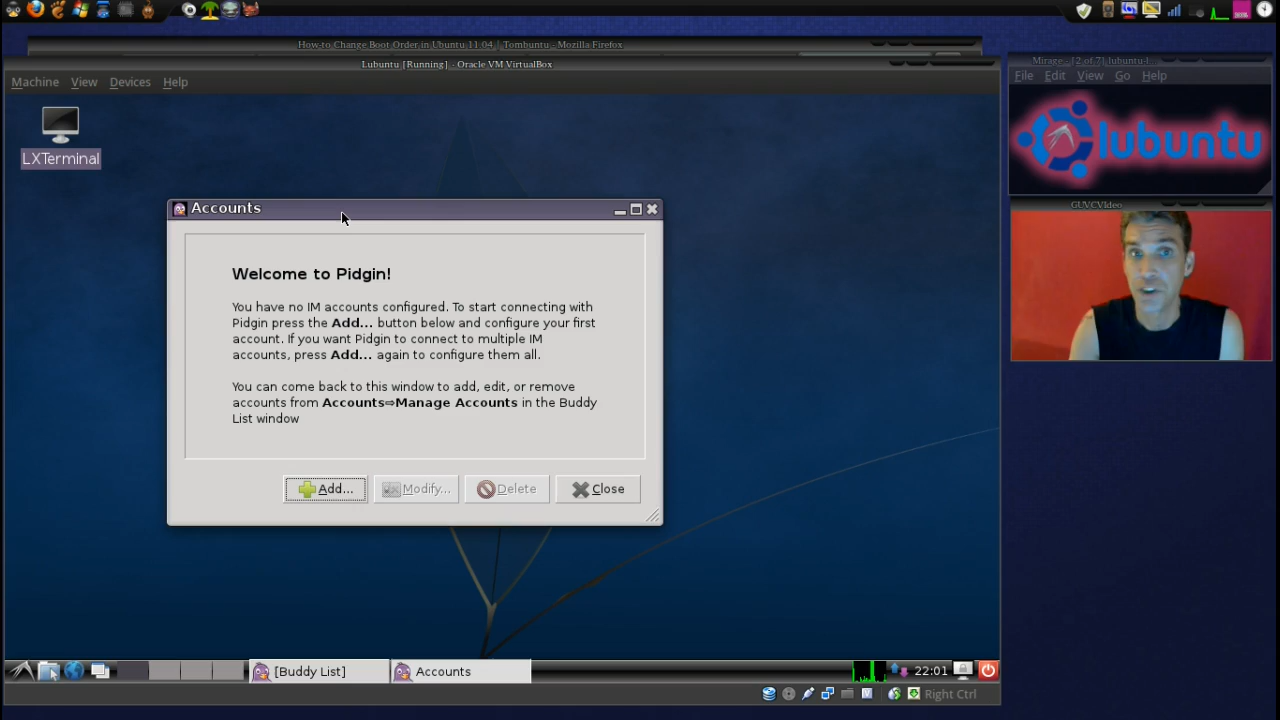 How to Change Boot Order in Ubuntu 11.04 | Tombuntu - Mozilla Firefox
Lubuntu [Running] - Oracle VM VirtualBox
Machine View Devices Help
LXTerminal
Accounts
Welcome to Pidgin!
You have no IM accounts configured. To start connecting with
Pidgin press the Add... button below and configure your first
account. If you want Pidgin to connect to multiple IM
accounts, press Add... again to configure them all.
You can come back to this window to add, edit, or remove
accounts from Accounts⇨Manage Accounts in the Buddy
List window
Add... Modify... Delete Close
[Buddy List] Accounts 22:01
Right Ctrl
Mirage - [2 of 7] lubuntu-l...
File Edit View Go Help
lubuntu
GUVCVideo